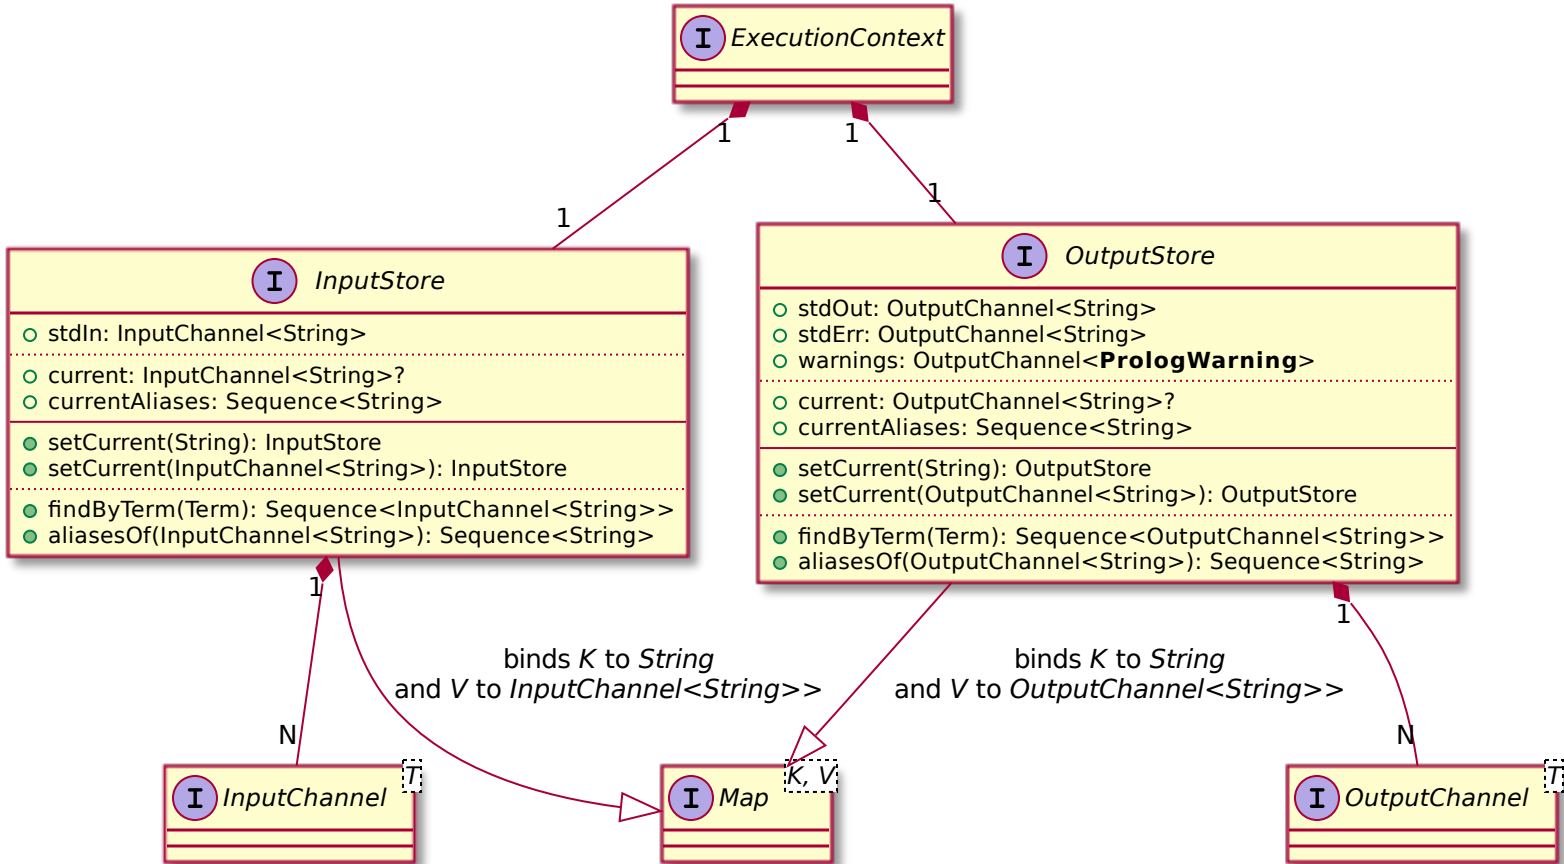 I ExecutionContext
1
1
1
1
I InputStore
stdIn: InputChannel<String>
current: InputChannel<String>?
currentAliases: Sequence<String>
setCurrent(String): InputStore
setCurrent(InputChannel<String>): InputStore
findByTerm(Term): Sequence<InputChannel<String>>
aliasesOf(InputChannel<String>): Sequence<String>
I OutputStore
stdOut: OutputChannel<String>
stdErr: OutputChannel<String>
warnings: OutputChannel<PrologWarning>
current: OutputChannel<String>?
currentAliases: Sequence<String>
setCurrent(String): OutputStore
setCurrent(OutputChannel<String>): OutputStore
findByTerm(Term): Sequence<OutputChannel<String>>
aliasesOf(OutputChannel<String>): Sequence<String>
1
1
binds K to String
and V to InputChannel<String>>
binds K to String
and V to OutputChannel<String>>
N
N
I InputChannel
T
I Map
K, V
I OutputChannel
T